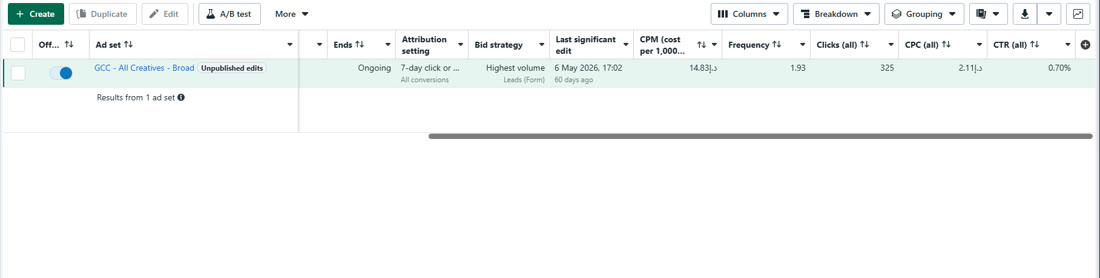 + Create Duplicate Edit A/B test More Columns Breakdown Grouping
Off... Ad set Ends Attribution setting Bid strategy Last significant edit CPM (cost per 1,000... Frequency Clicks (all) CPC (all) CTR (all)
GCC - All Creatives - Broad Unpublished edits Ongoing 7-day click or ... Highest volume 6 May 2026, 17:02 14.83د.إ 1.93 325 2.11د.إ 0.70%
All conversions Leads (Form) 60 days ago
Results from 1 ad set